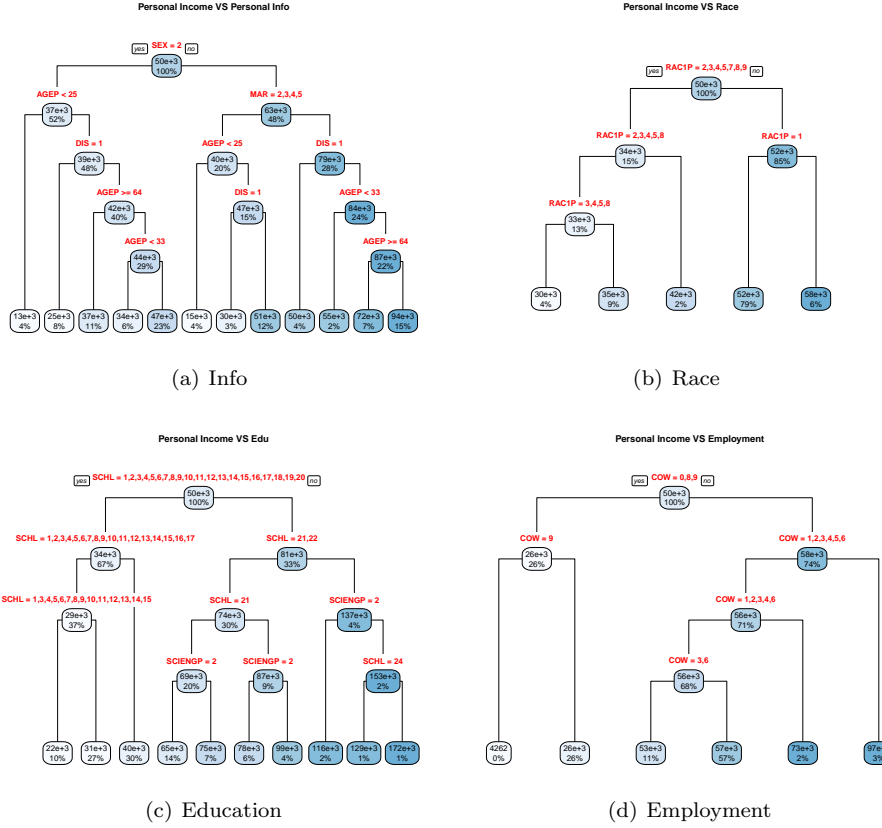 Personal Income VS Personal Info
yes SEX = 2 no
50e+3
100%
AGEP < 25
MAR = 2,3,4,5
37e+3
52%
63e+3
48%
DIS = 1
AGEP < 25
DIS = 1
39e+3
48%
40e+3
20%
79e+3
28%
AGEP >= 64
DIS = 1
AGEP < 33
42e+3
40%
47e+3
15%
84e+3
24%
AGEP < 33
AGEP >= 64
44e+3
29%
87e+3
22%
13e+3 25e+3 37e+3 34e+3 47e+3 15e+3 30e+3 51e+3 50e+3 55e+3 72e+3 94e+3
4% 8% 11% 6% 23% 4% 3% 12% 4% 2% 7% 15%
(a) Info
Personal Income VS Race
RAC1P = 2,3,4,5,7,8,9
yes no
50e+3
100%
RAC1P = 2,3,4,5,8
RAC1P = 1
34e+3
15%
52e+3
85%
RAC1P = 3,4,5,8
33e+3
13%
30e+3 35e+3 42e+3 52e+3 58e+3
4% 9% 2% 79% 6%
(b) Race
Personal Income VS Edu
yes SCHL = 1,2,3,4,5,6,7,8,9,10,11,12,13,14,15,16,17,18,19,20 no
50e+3
100%
SCHL = 1,2,3,4,5,6,7,8,9,10,11,12,13,14,15,16,17
SCHL = 21,22
34e+3
67%
81e+3
33%
SCHL = 1,3,4,5,6,7,8,9,10,11,12,13,14,15
SCHL = 21
SCIENGP = 2
29e+3
37%
74e+3
30%
137e+3
4%
SCIENGP = 2
SCIENGP = 2
SCHL = 24
69e+3
20%
87e+3
9%
153e+3
2%
22e+3 31e+3 40e+3 65e+3 75e+3 78e+3 99e+3 116e+3 129e+3 172e+3
10% 27% 30% 14% 7% 6% 4% 2% 1% 1%
(c) Education
Personal Income VS Employment
yes COW = 0,8,9 no
50e+3
100%
COW = 9
COW = 1,2,3,4,5,6
26e+3
26%
58e+3
74%
COW = 1,2,3,4,6
56e+3
71%
COW = 3,6
56e+3
68%
4262 26e+3 53e+3 57e+3 73e+3 97e+
0% 26% 11% 57% 2% 3%
(d) Employment